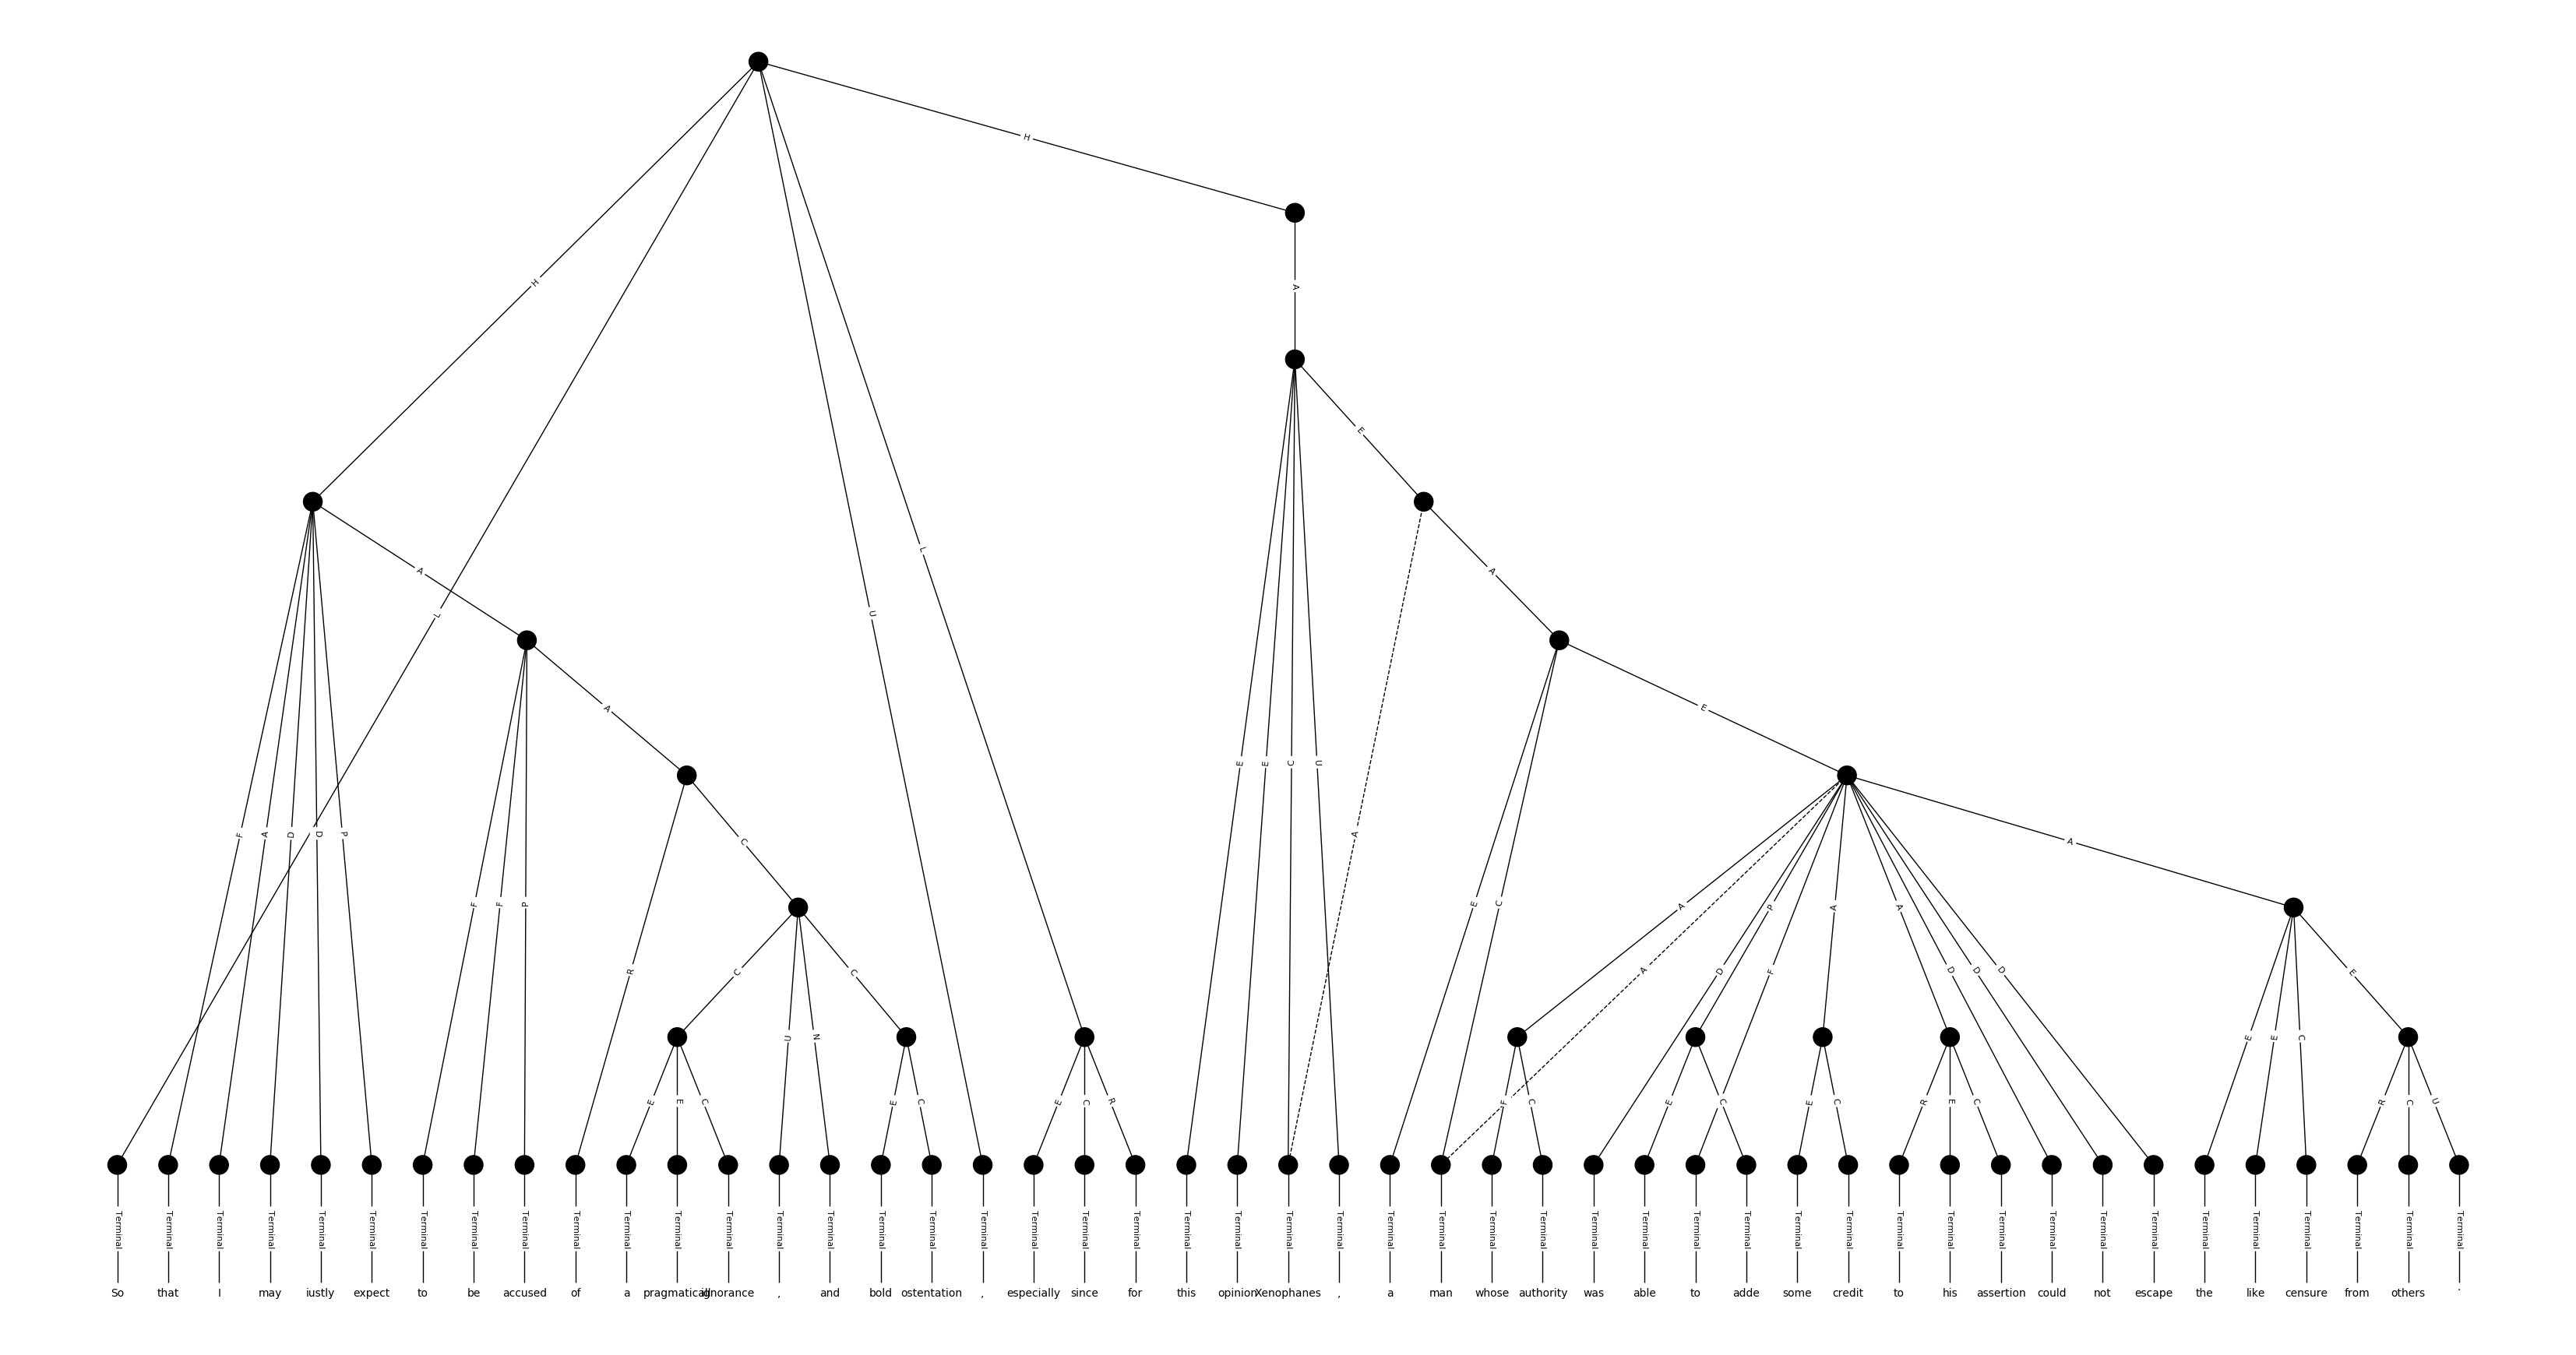 H
H
A
E
H
A
A
L
L
U
E
A
E
E
C
U
A
F
A
D
D
P
A
C
F
F
P
E
C
A
D
P
F
A
A
D
D
D
A
R
C
U
N
C
E
E
C
E
E
E
C
E
C
E
C
R
F
C
E
C
E
C
R
E
C
R
C
U
Terminal Terminal Terminal Terminal Terminal Terminal Terminal Terminal Terminal Terminal Terminal Terminal Terminal Terminal Terminal Terminal Terminal Terminal Terminal Terminal Terminal Terminal Terminal Terminal Terminal Terminal Terminal Terminal Terminal Terminal Terminal Terminal Terminal Terminal Terminal Terminal Terminal Terminal Terminal Terminal Terminal Terminal Terminal Terminal Terminal Terminal Terminal
So that I may iustly expect to be accused of a pragmaticall ignorance , and bold ostentation , especially since for this opinion Xenophanes , a man whose authority was able to adde some credit to his assertion could not escape the like censure from others .